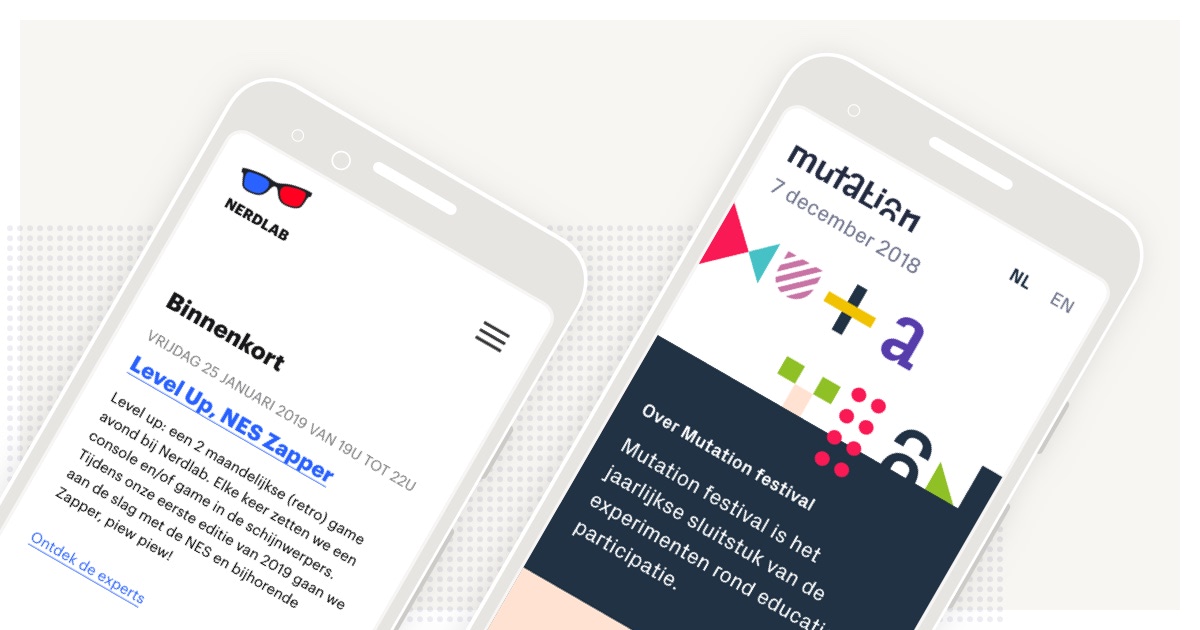 NERDLAB
Binnenkort
VRIJDAG 25 JANUARI 2019 VAN 19U TOT 22U
Level Up, NES Zapper
Level up: een 2 maandelijkse (retro) game
avond bij Nerdlab. Elke keer zetten we een
console en/of game in de schijnwerpers.
Tijdens onze eerste editie van 2019 gaan we
aan de slag met de NES en bijhorende
Zapper, piew piew!
Ontdek de experts
mutation
7 december 2018
NL EN
Over Mutation festival
Mutation festival is het
jaarlijkse sluitstuk van de
experimenten rond educati
participatie.